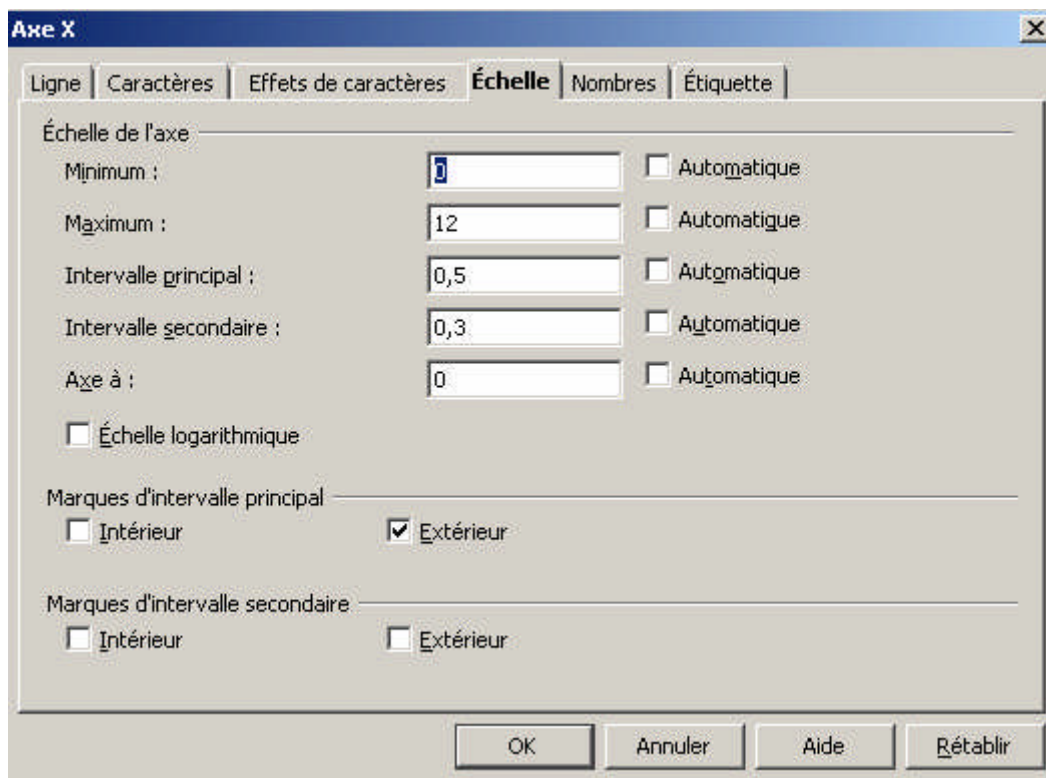 Axe X
Ligne Caractères Effets de caractères Échelle Nombres Étiquette
Échelle de l'axe
Minimum : 0 Automatique
Maximum : 12 Automatique
Intervalle principal : 0,5 Automatique
Intervalle secondaire : 0,3 Automatique
Axe à : 0 Automatique
Échelle logarithmique
Marques d'intervalle principal
Intérieur Extérieur
Marques d'intervalle secondaire
Intérieur Extérieur
OK Annuler Aide Rétablir